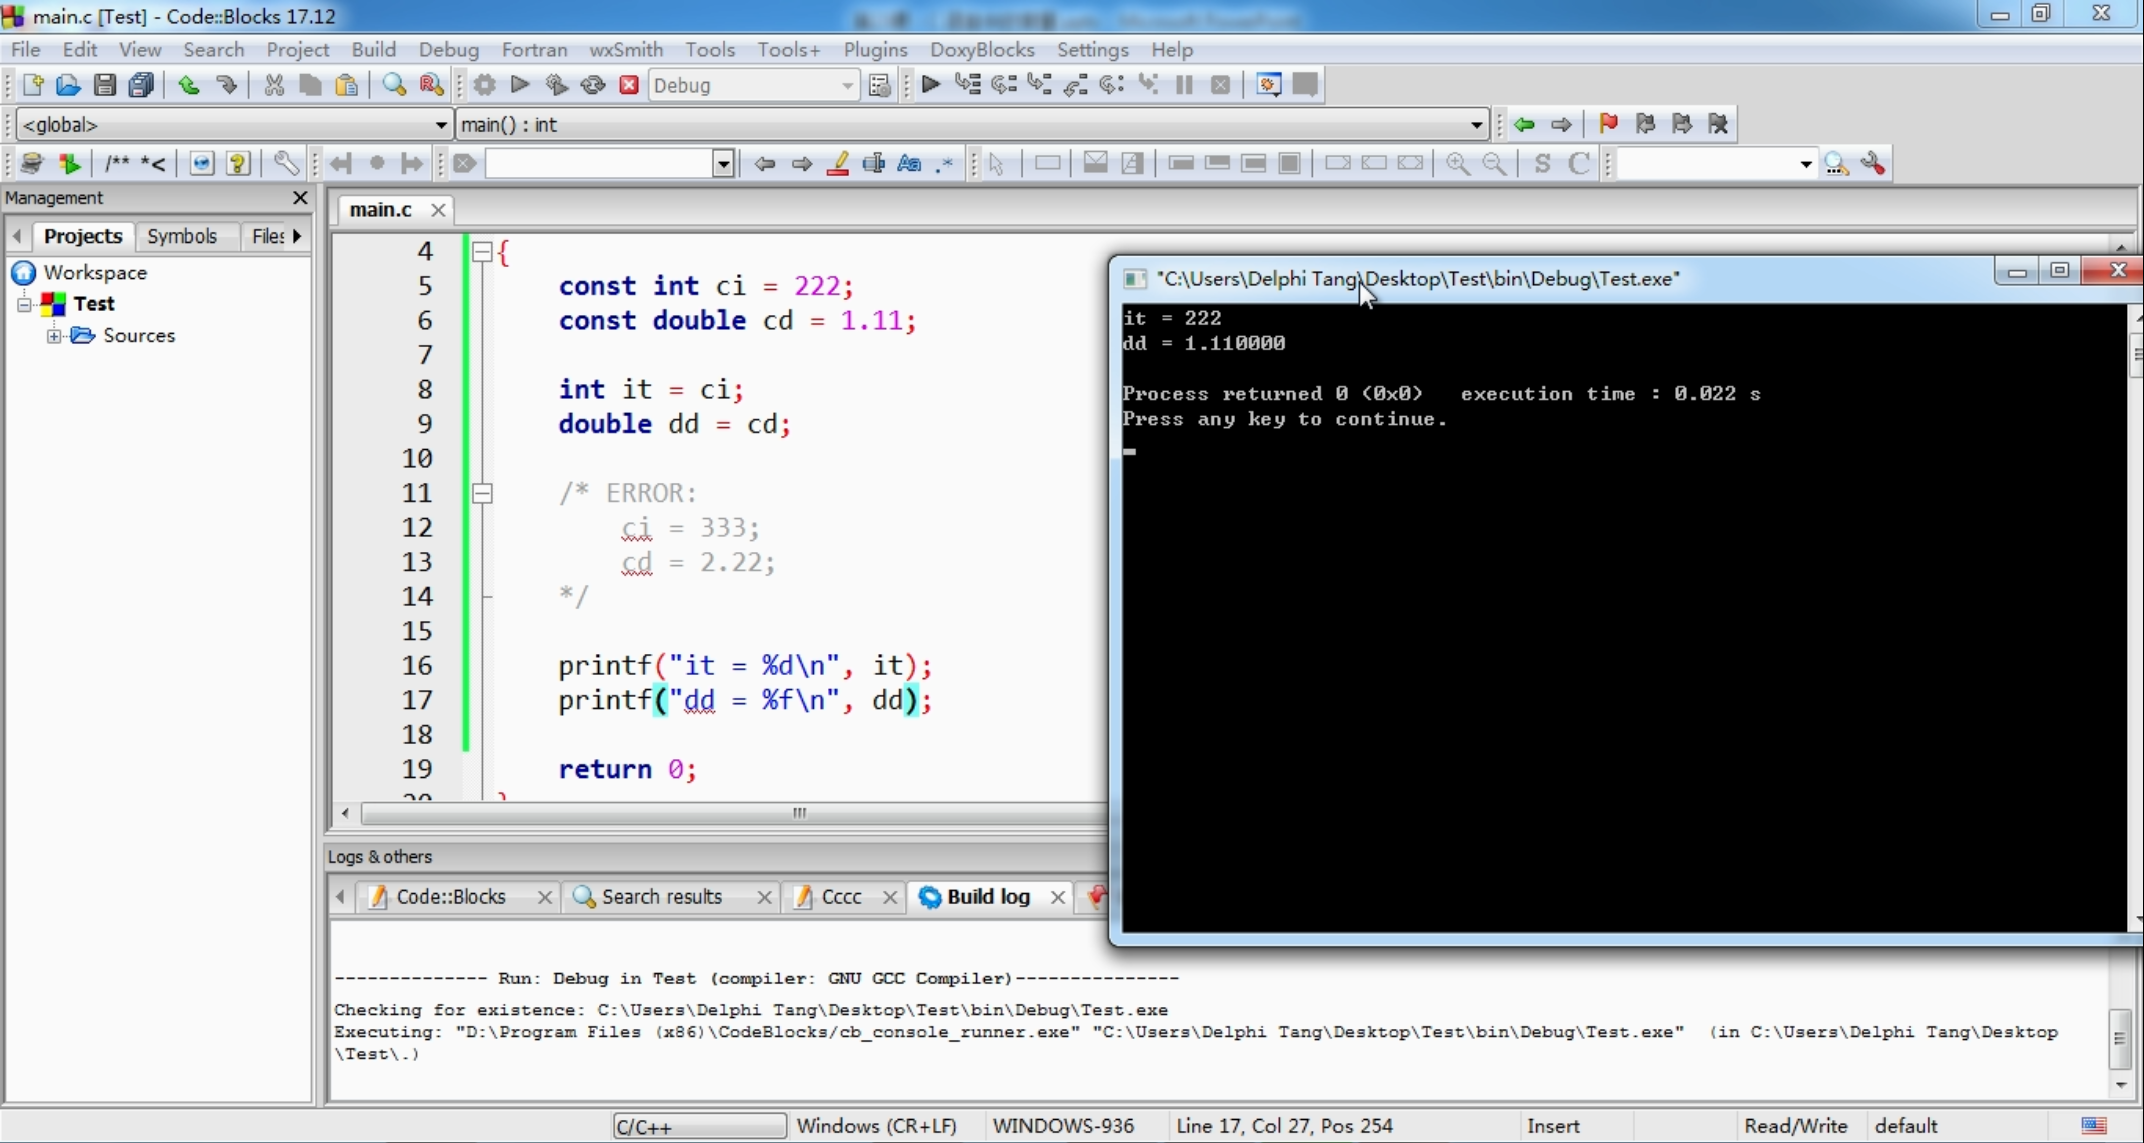 main.c [Test] - Code::Blocks 17.12
File Edit View Search Project Build Debug Fortran wxSmith Tools Tools+ Plugins DoxyBlocks Settings Help
Debug
<global> main() : int
/** *< S C
Management
main.c
Projects Symbols Files
Workspace
Test
Sources
4 {
5 const int ci = 222;
6 const double cd = 1.11;
7
8 int it = ci;
9 double dd = cd;
10
11 /* ERROR:
12 ci = 333;
13 cd = 2.22;
14 */
15
16 printf("it = %d\n", it);
17 printf("dd = %f\n", dd);
18
19 return 0;
"C:\Users\Delphi Tang\Desktop\Test\bin\Debug\Test.exe"
it = 222
dd = 1.110000
Process returned 0 (0x0) execution time : 0.022 s
Press any key to continue.
Logs & others
Code::Blocks Search results Cccc Build log
-------------- Run: Debug in Test (compiler: GNU GCC Compiler)---------------
Checking for existence: C:\Users\Delphi Tang\Desktop\Test\bin\Debug\Test.exe
Executing: "D:\Program Files (x86)\CodeBlocks/cb_console_runner.exe" "C:\Users\Delphi Tang\Desktop\Test\bin\Debug\Test.exe" (in C:\Users\Delphi Tang\Desktop
\Test\.)
C/C++ Windows (CR+LF) WINDOWS-936 Line 17, Col 27, Pos 254 Insert Read/Write default